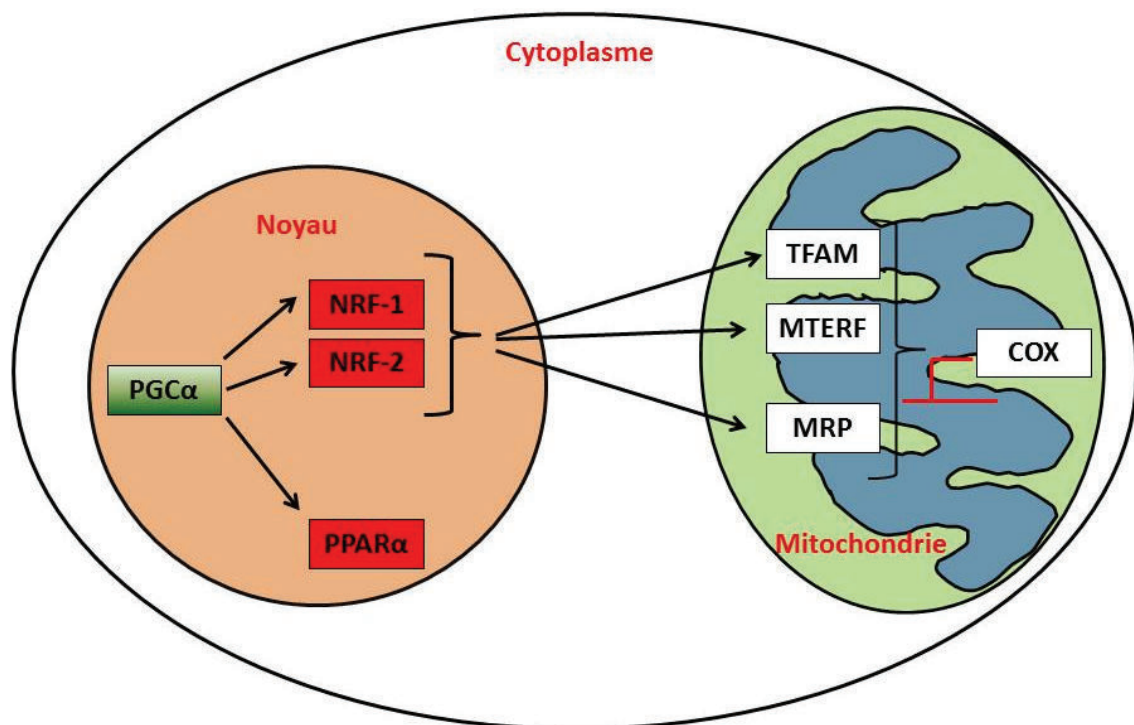 Cytoplasme
Noyau
NRF-1
NRF-2
PGCα
PPARα
TFAM
MTERF
COX
MRP
Mitochondrie